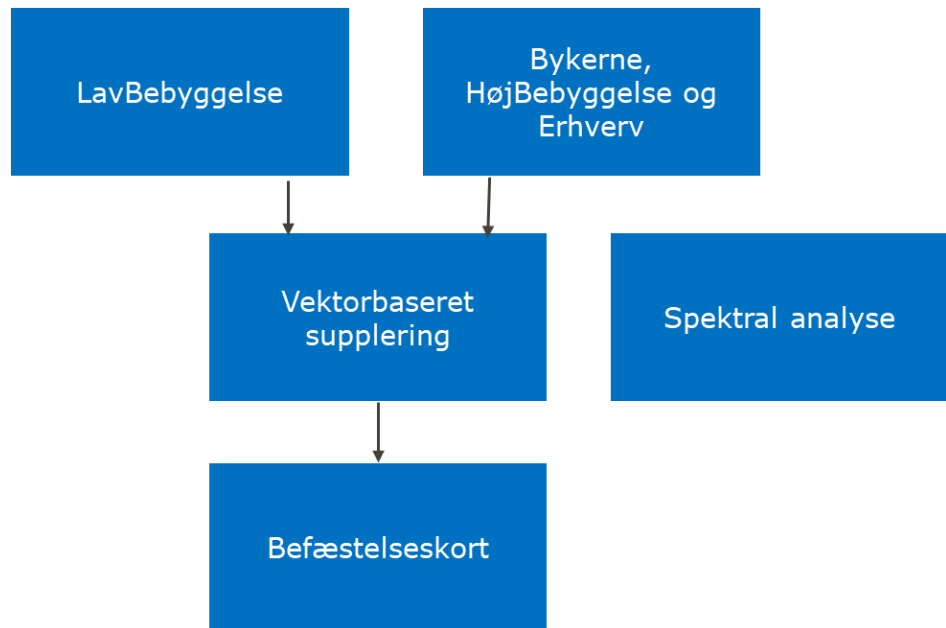 LavBebyggelse
Bykerne,
HøjBebyggelse og
Erhverv
Vektorbaseret
supplering
Spektral analyse
Befæstelseskort